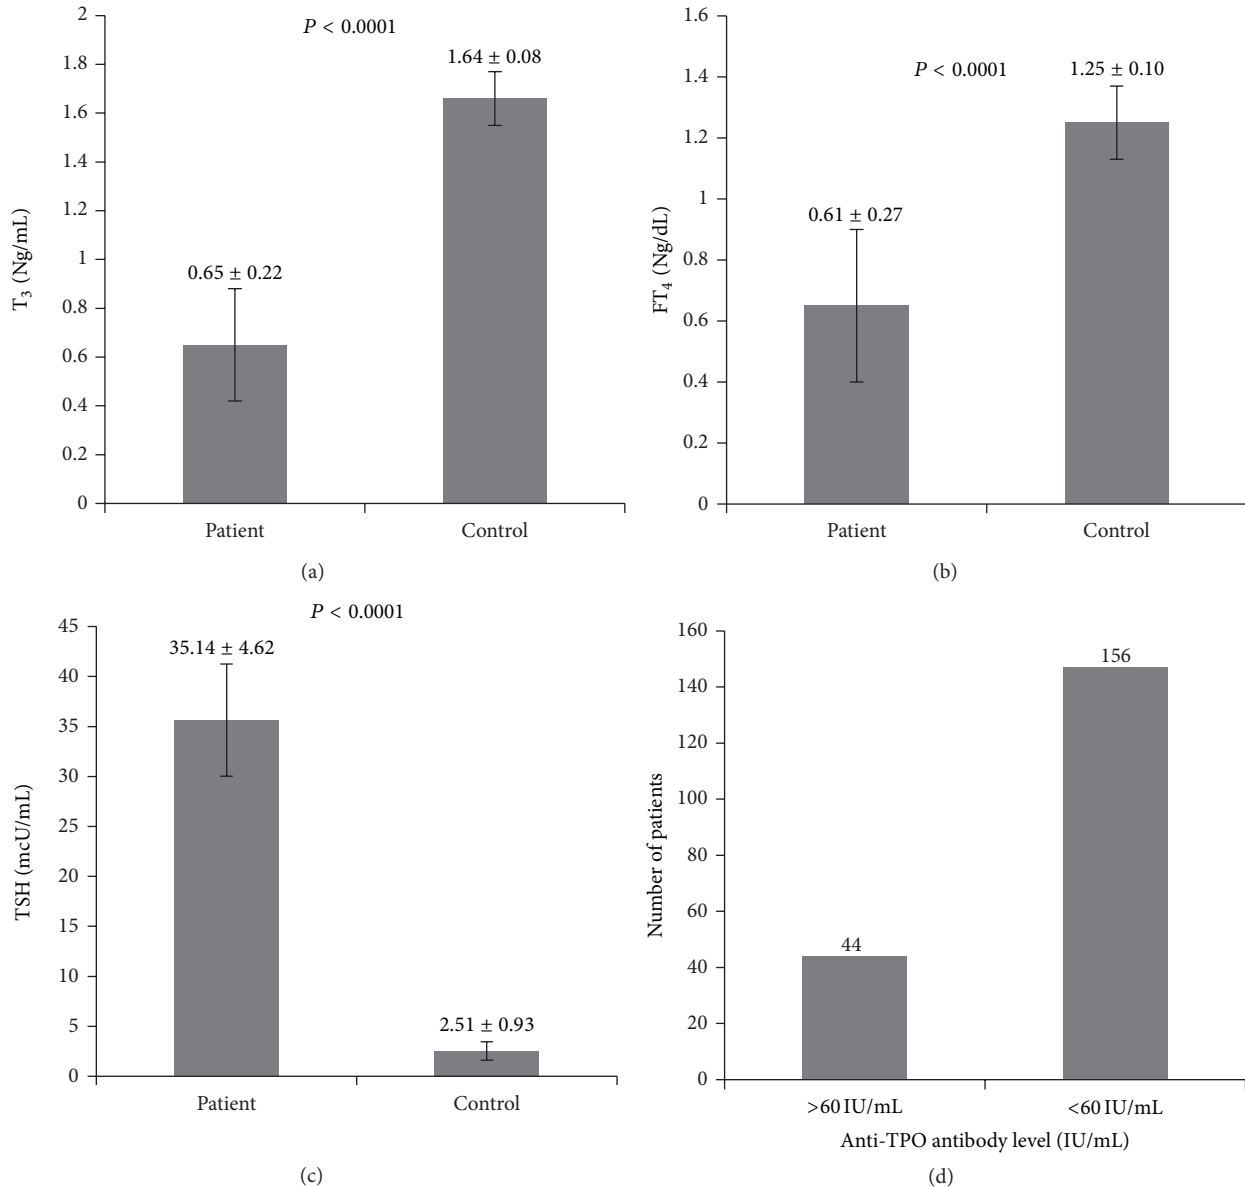 P < 0.0001
1.64 ± 0.08
0.65 ± 0.22
T3 (Ng/mL)
2
1.8
1.6
1.4
1.2
1
0.8
0.6
0.4
0.2
0
Patient Control
(a)
P < 0.0001
1.25 ± 0.10
0.61 ± 0.27
FT4 (Ng/dL)
1.6
1.4
1.2
1
0.8
0.6
0.4
0.2
0
Patient Control
(b)
P < 0.0001
35.14 ± 4.62
2.51 ± 0.93
TSH (mcU/mL)
45
40
35
30
25
20
15
10
5
0
Patient Control
(c)
156
44
Number of patients
160
140
120
100
80
60
40
20
0
>60 IU/mL <60 IU/mL
Anti-TPO antibody level (IU/mL)
(d)